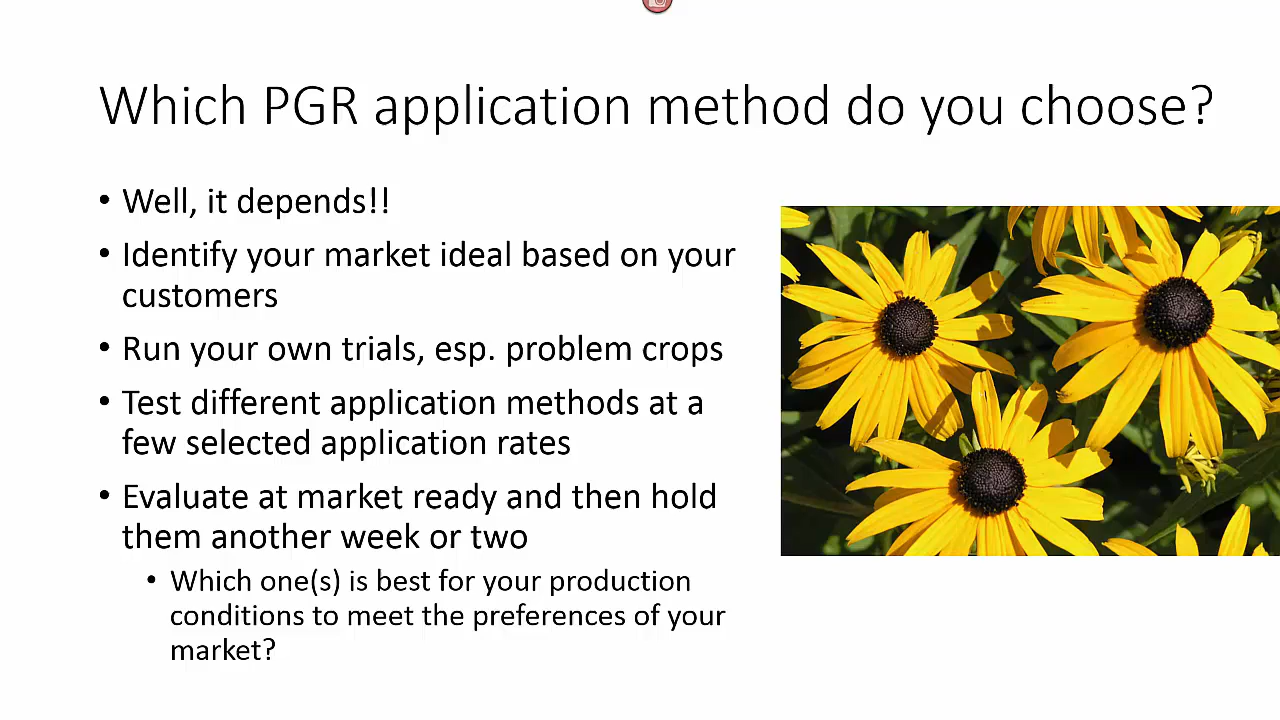 Which PGR application method do you choose?
• Well, it depends!!
• Identify your market ideal based on your
customers
• Run your own trials, esp. problem crops
• Test different application methods at a
few selected application rates
• Evaluate at market ready and then hold
them another week or two
• Which one(s) is best for your production
conditions to meet the preferences of your
market?